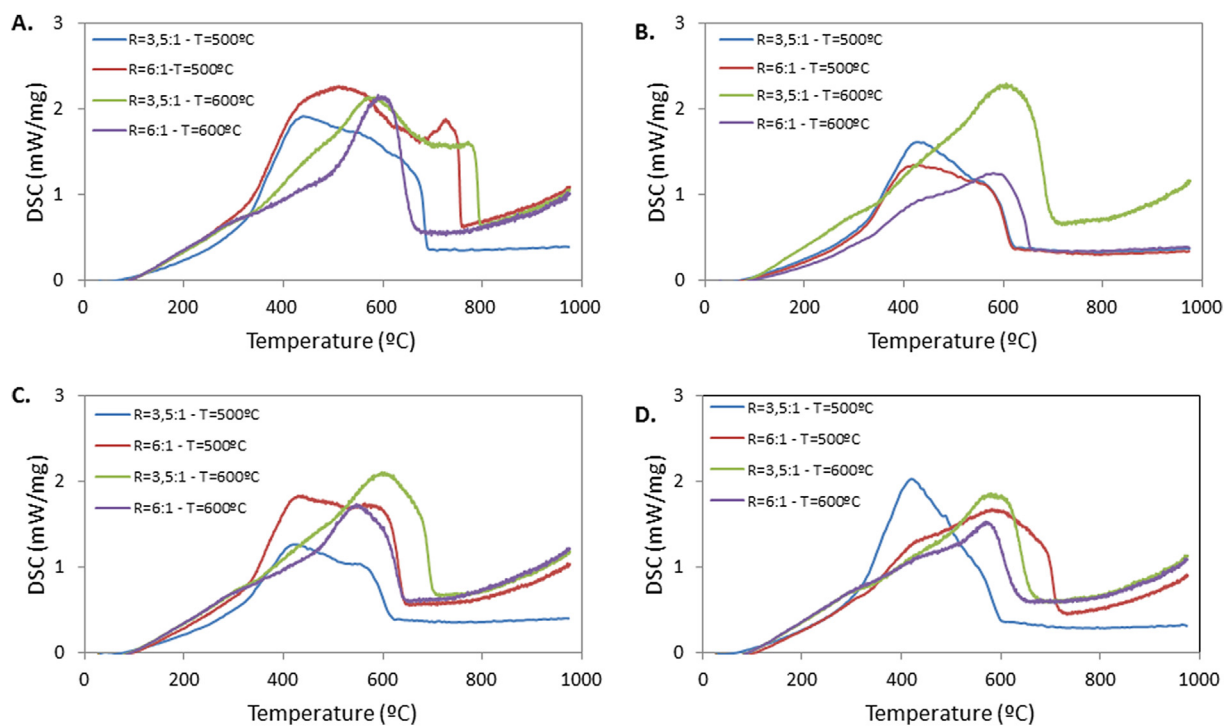 A.
R=3,5:1 - T=500ºC
R=6:1-T=500ºC
R=3,5:1 - T=600ºC
R=6:1 - T=600ºC
DSC (mW/mg)
3
2
1
0
0 200 400 600 800 1000
Temperature (ºC)
B.
R=3,5:1 - T=500ºC
R=6:1 - T=500ºC
R=3,5:1 - T=600ºC
R=6:1 - T=600ºC
DSC (mW/mg)
3
2
1
0
0 200 400 600 800 1000
Temperature (ºC)
C.
R=3,5:1 - T=500ºC
R=6:1 - T=500ºC
R=3,5:1 - T=600ºC
R=6:1 - T=600ºC
DSC (mW/mg)
3
2
1
0
0 200 400 600 800 1000
Temperature (ºC)
D.
R=3,5:1 - T=500ºC
R=6:1 - T=500ºC
R=3,5:1 - T=600ºC
R=6:1 - T=600ºC
DSC (mW/mg)
3
2
1
0
0 200 400 600 800 1000
Temperature (ºC)